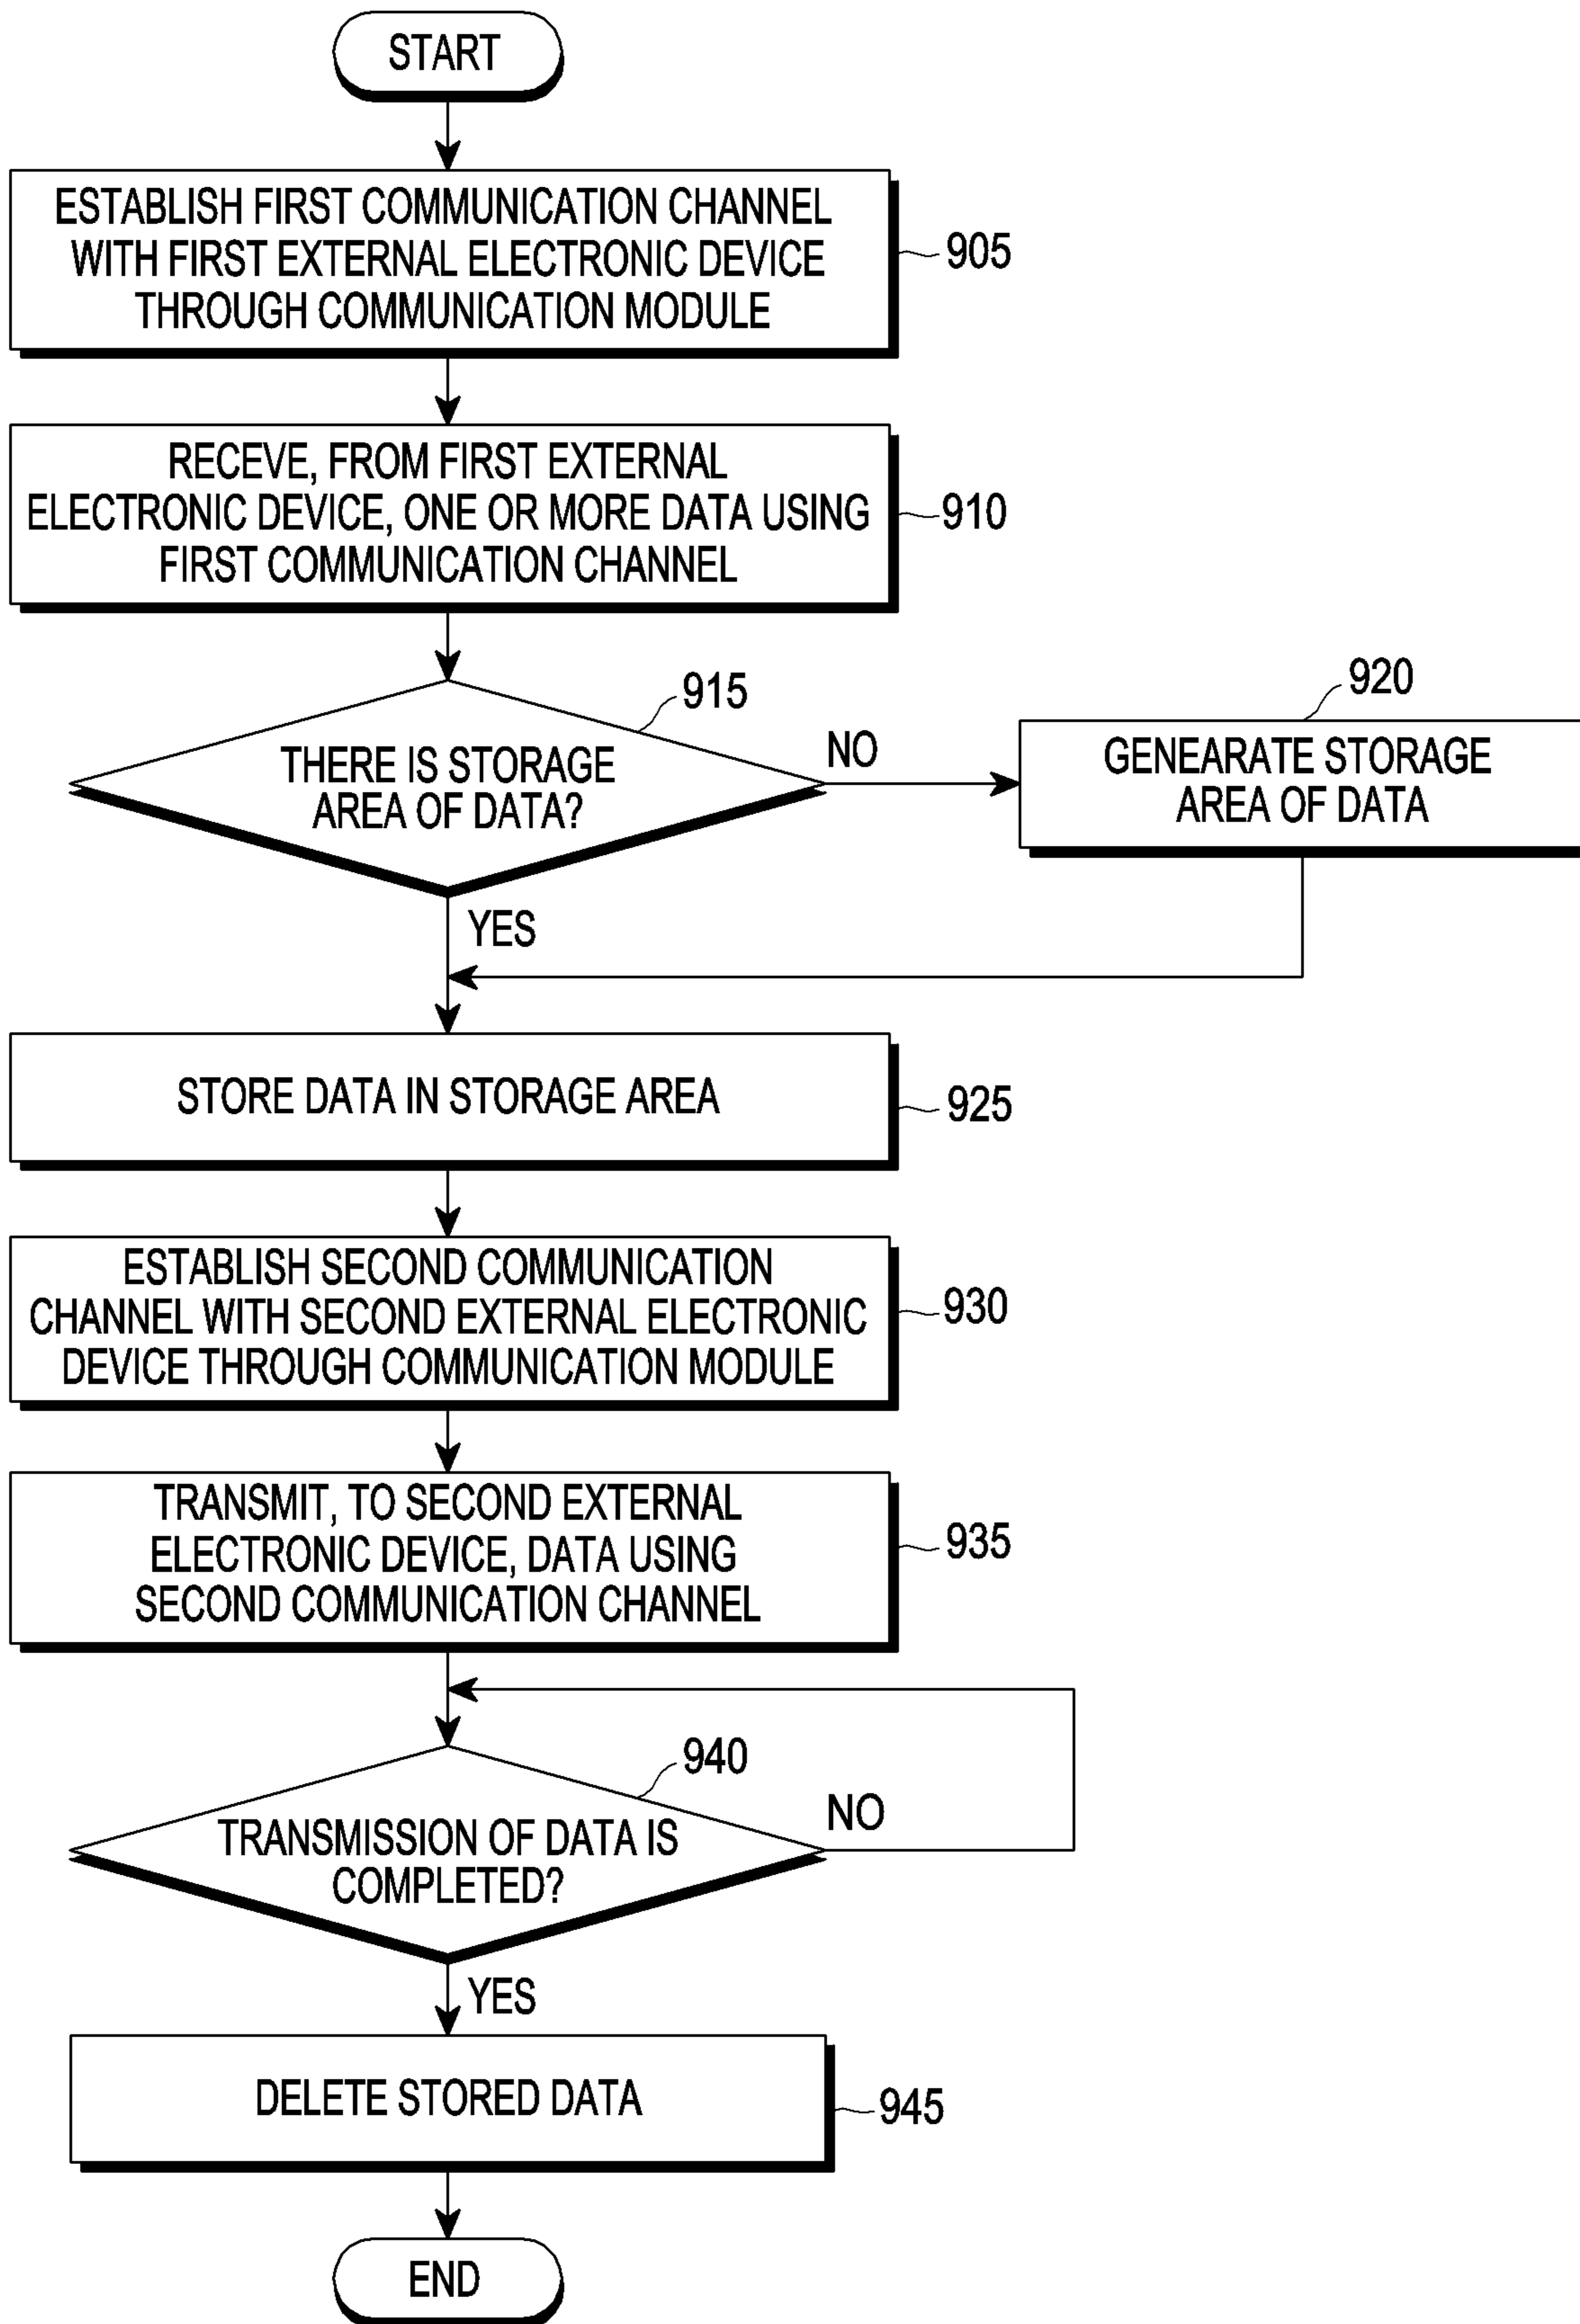 START
ESTABLISH FIRST COMMUNICATION CHANNEL
WITH FIRST EXTERNAL ELECTRONIC DEVICE
THROUGH COMMUNICATION MODULE
905
RECEVE, FROM FIRST EXTERNAL
ELECTRONIC DEVICE, ONE OR MORE DATA USING
FIRST COMMUNICATION CHANNEL
910
915
THERE IS STORAGE
AREA OF DATA?
NO
920
GENEARATE STORAGE
AREA OF DATA
YES
STORE DATA IN STORAGE AREA
925
ESTABLISH SECOND COMMUNICATION
CHANNEL WITH SECOND EXTERNAL ELECTRONIC
DEVICE THROUGH COMMUNICATION MODULE
930
TRANSMIT, TO SECOND EXTERNAL
ELECTRONIC DEVICE, DATA USING
SECOND COMMUNICATION CHANNEL
935
940
TRANSMISSION OF DATA IS
COMPLETED?
NO
YES
DELETE STORED DATA
945
END